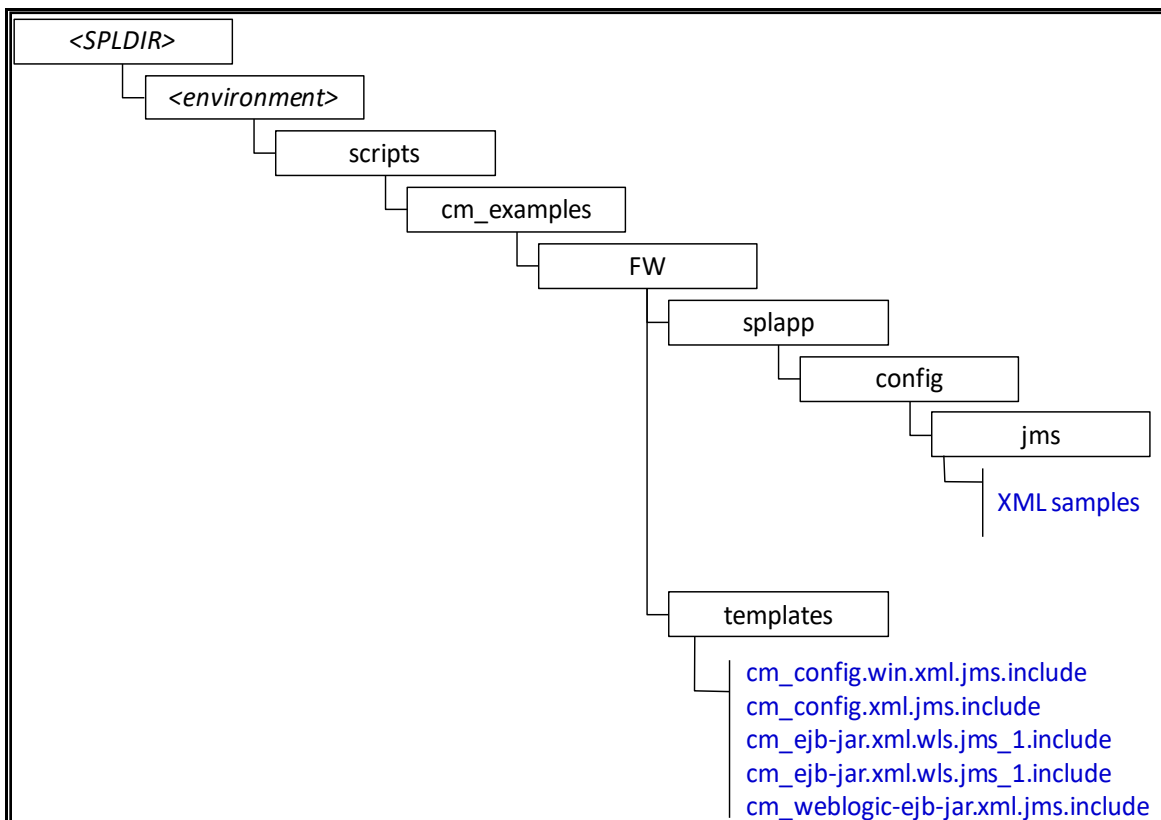 <SPLDIR>
<environment>
scripts
cm_examples
FW
splapp
config
jms
XML samples
templates
cm_config.win.xml.jms.include
cm_config.xml.jms.include
cm_ejb-jar.xml.wls.jms_1.include
cm_ejb-jar.xml.wls.jms_1.include
cm_weblogic-ejb-jar.xml.jms.include